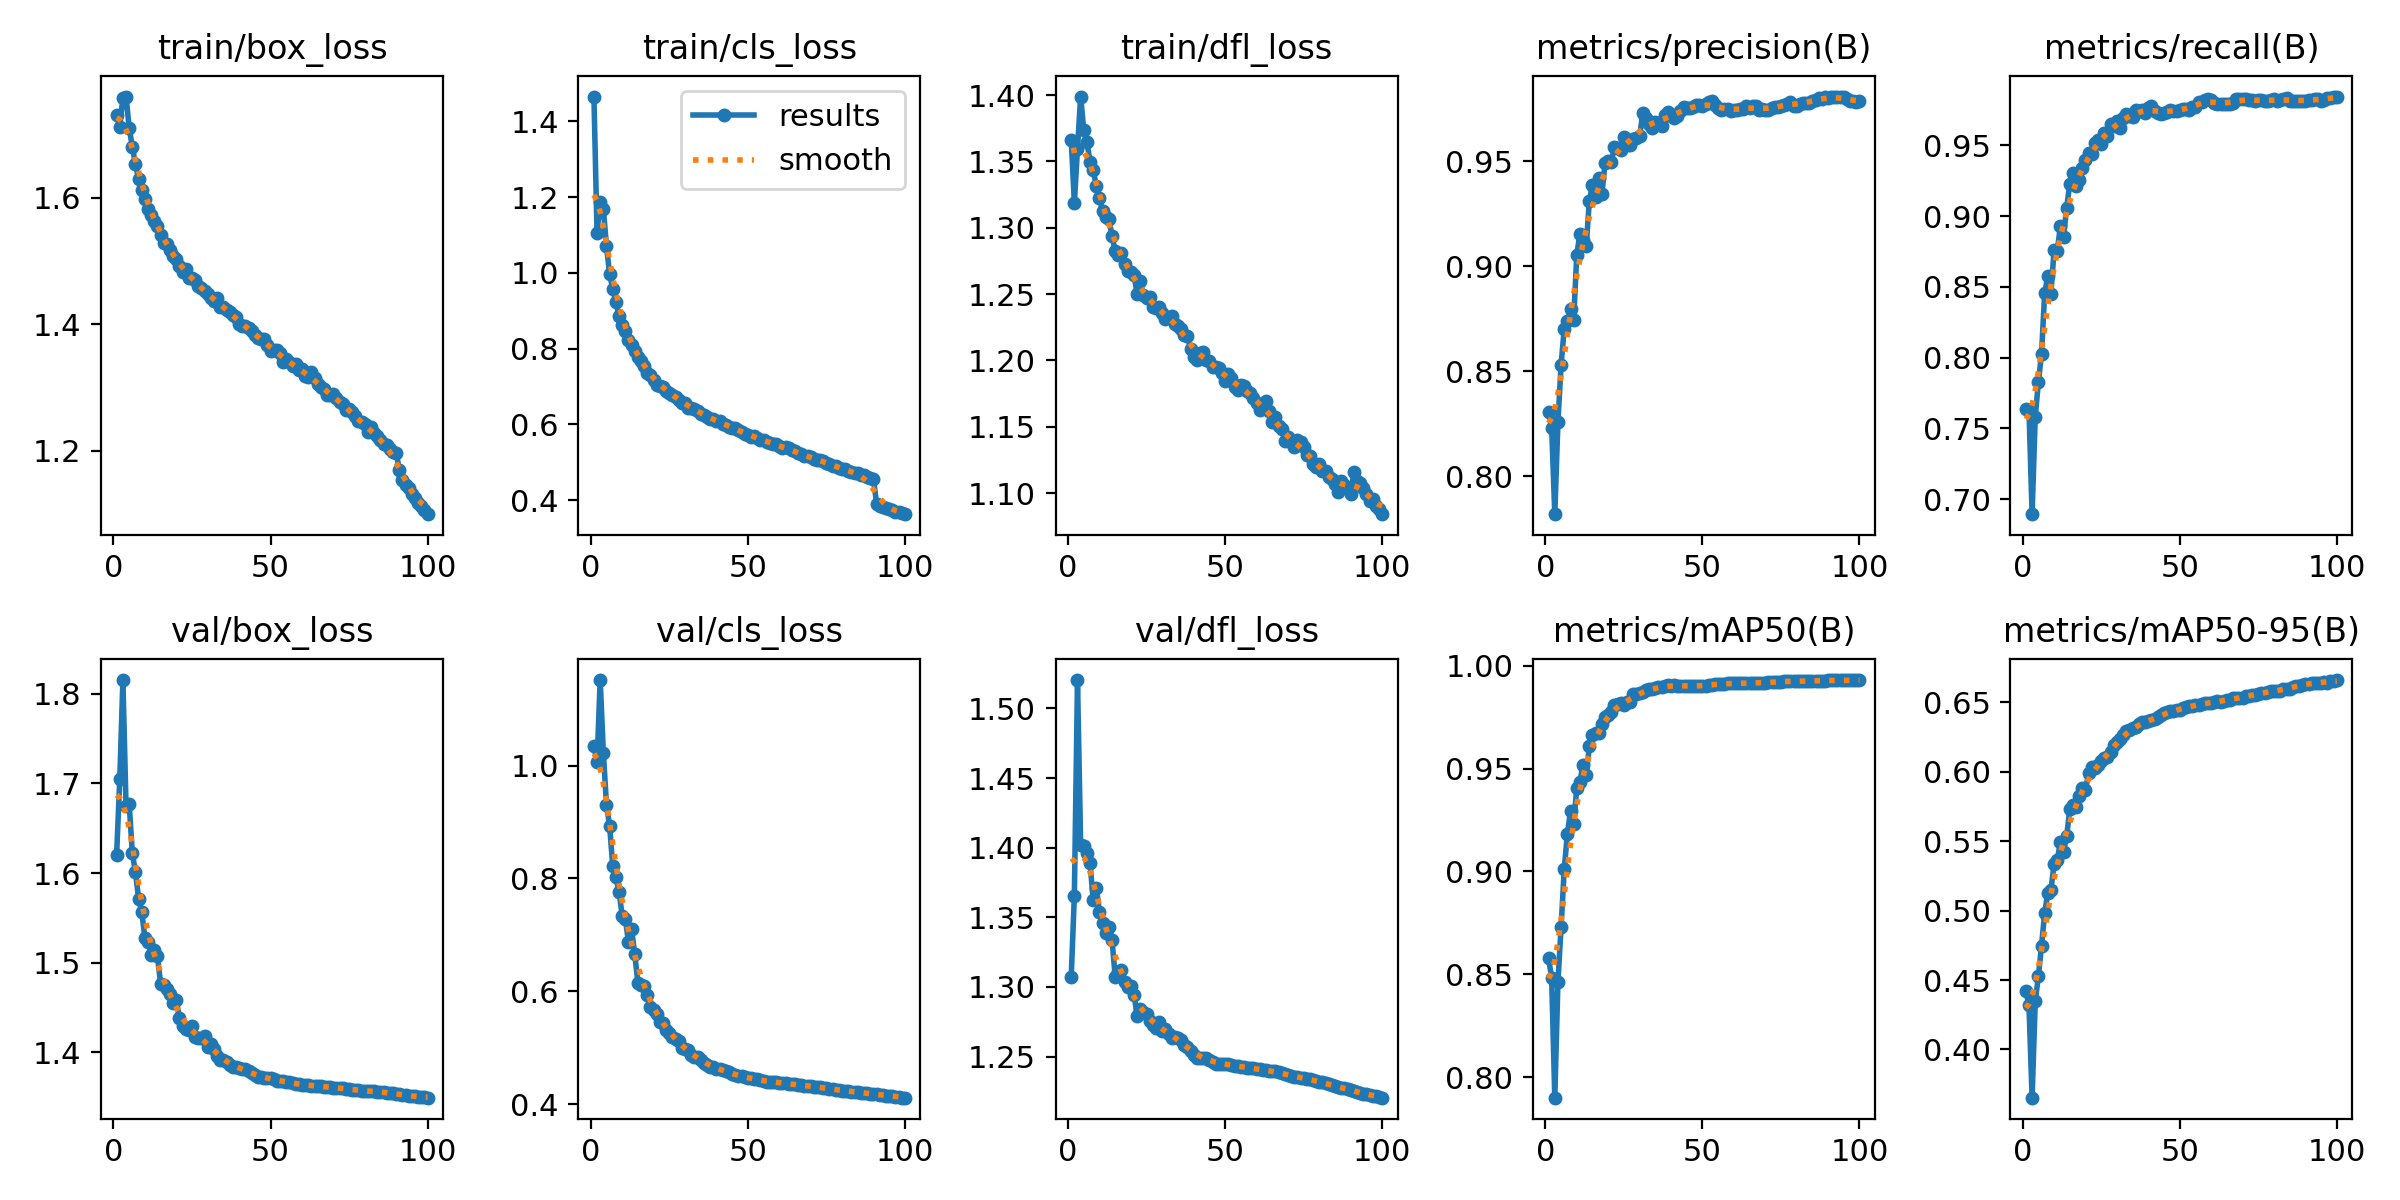 train/box_loss
1.6
1.4
1.2
0 50 100
train/cls_loss
results
smooth
1.4
1.2
1.0
0.8
0.6
0.4
0 50 100
train/dfl_loss
1.40
1.35
1.30
1.25
1.20
1.15
1.10
0 50 100
metrics/precision(B)
0.95
0.90
0.85
0.80
0 50 100
metrics/recall(B)
0.95
0.90
0.85
0.80
0.75
0.70
0 50 100
val/box_loss
1.8
1.7
1.6
1.5
1.4
0 50 100
val/cls_loss
1.0
0.8
0.6
0.4
0 50 100
val/dfl_loss
1.50
1.45
1.40
1.35
1.30
1.25
0 50 100
metrics/mAP50(B)
1.00
0.95
0.90
0.85
0.80
0 50 100
metrics/mAP50-95(B)
0.65
0.60
0.55
0.50
0.45
0.40
0 50 100